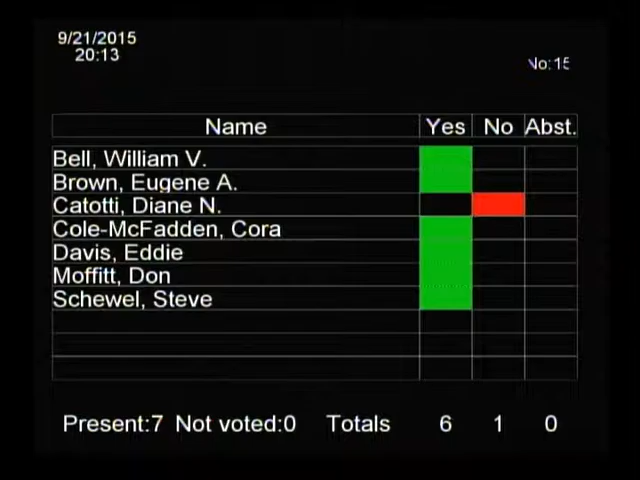 9/21/2015
20:13
No:15
Name Yes No Abst.
Bell, William V.
Brown, Eugene A.
Catotti, Diane N.
Cole-McFadden, Cora
Davis, Eddie
Moffitt, Don
Schewel, Steve
Present:7 Not voted:0 Totals 6 1 0